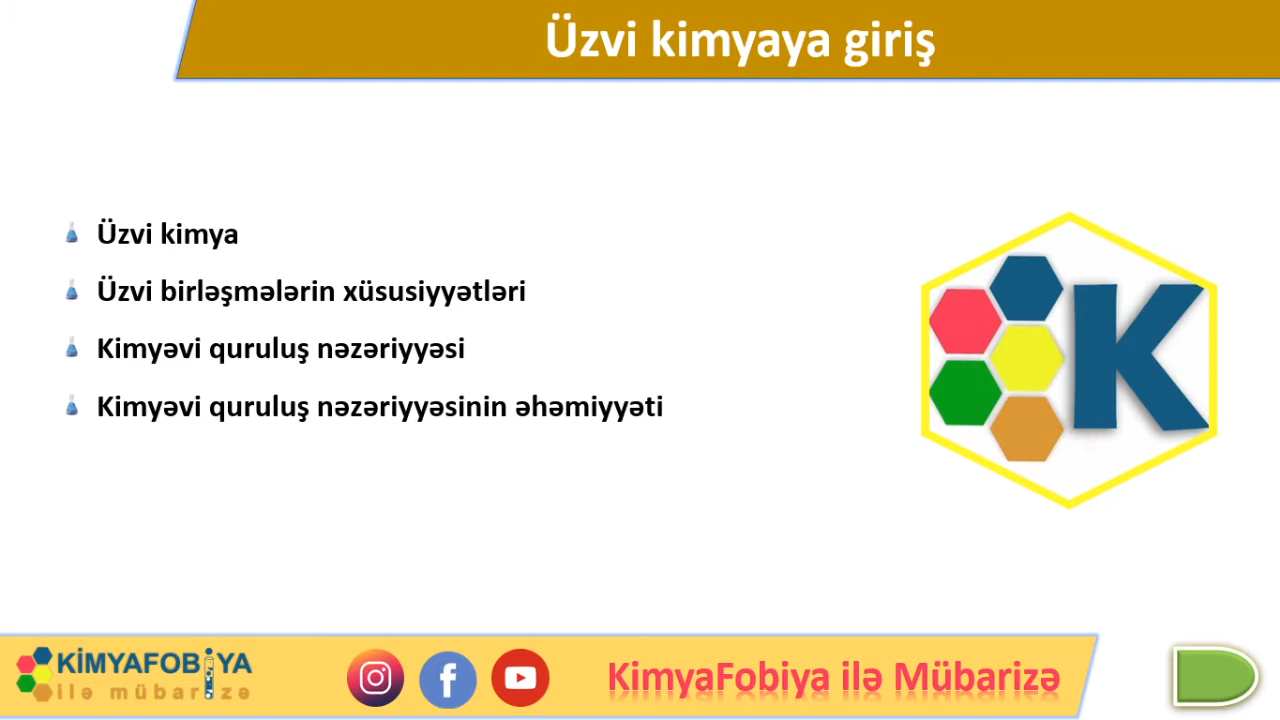 Üzvi kimyaya giriş
Üzvi kimya
Üzvi birləşmələrin xüsusiyyətləri
Kimyəvi quruluş nəzəriyyəsi
Kimyəvi quruluş nəzəriyyəsinin əhəmiyyəti
K
KİMYAFOBİYA
ilə mübarizə
KimyaFobiya ilə Mübarizə